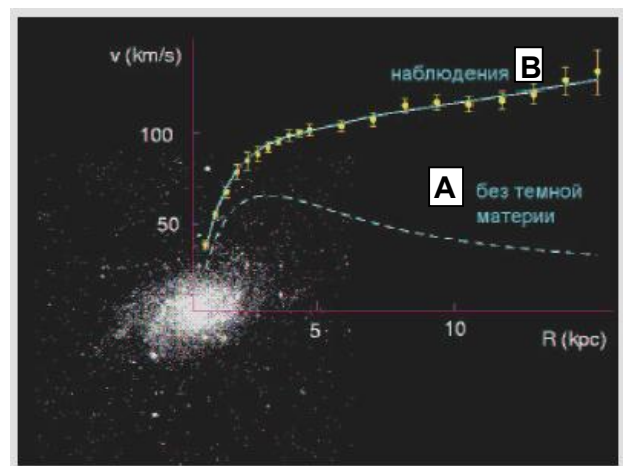 v (km/s)
наблюдения B
100
A без темной
материи
50
5
10
R (kpc)